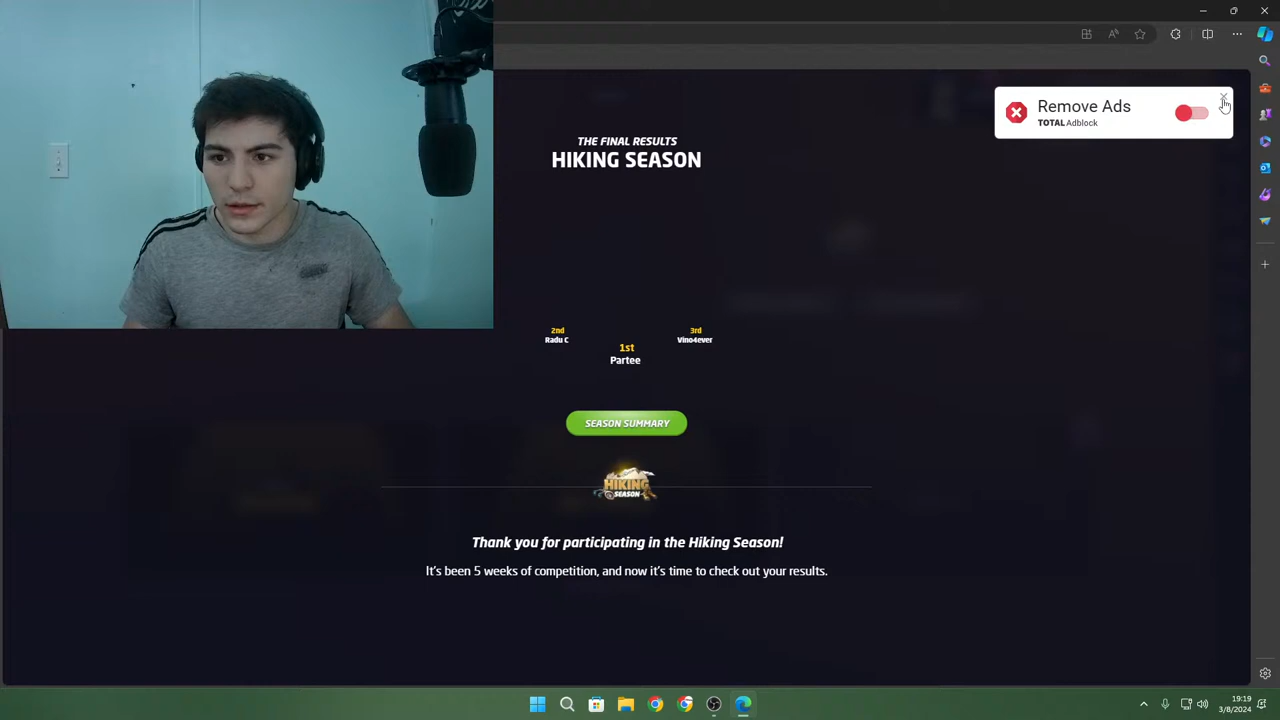 Remove Ads
TOTAL Adblock
THE FINAL RESULTS
HIKING SEASON
2nd
Radu C
3rd
Vino4ever
1st
Partee
SEASON SUMMARY
HIKING
SEASON
Thank you for participating in the Hiking Season!
It's been 5 weeks of competition, and now it's time to check out your results.
19:19
3/8/2024